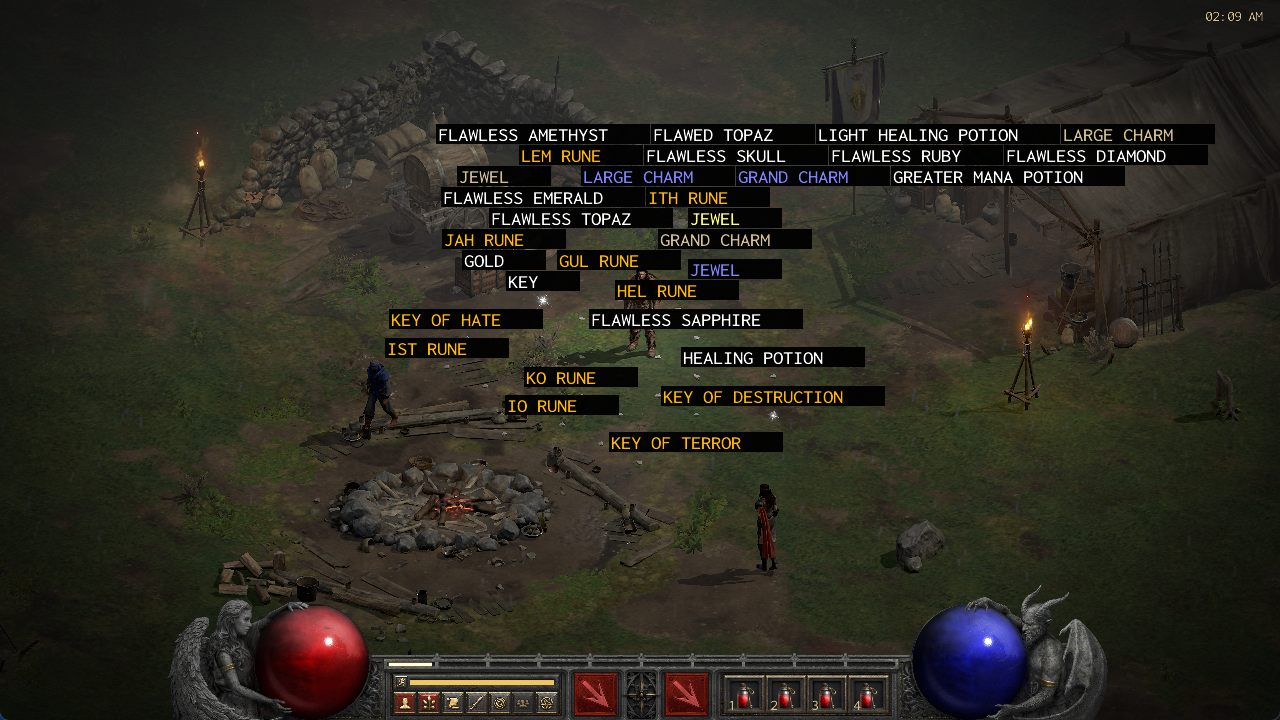 02:09 AM
FLAWLESS AMETHYST FLAWED TOPAZ LIGHT HEALING POTION LARGE CHARM
LEM RUNE FLAWLESS SKULL FLAWLESS RUBY FLAWLESS DIAMOND
JEWEL LARGE CHARM GRAND CHARM GREATER MANA POTION
FLAWLESS EMERALD ITH RUNE
FLAWLESS TOPAZ JEWEL
JAH RUNE GRAND CHARM
GOLD GUL RUNE JEWEL
KEY HEL RUNE
KEY OF HATE FLAWLESS SAPPHIRE
IST RUNE HEALING POTION
KO RUNE
IO RUNE KEY OF DESTRUCTION
KEY OF TERROR
1 2 3 4